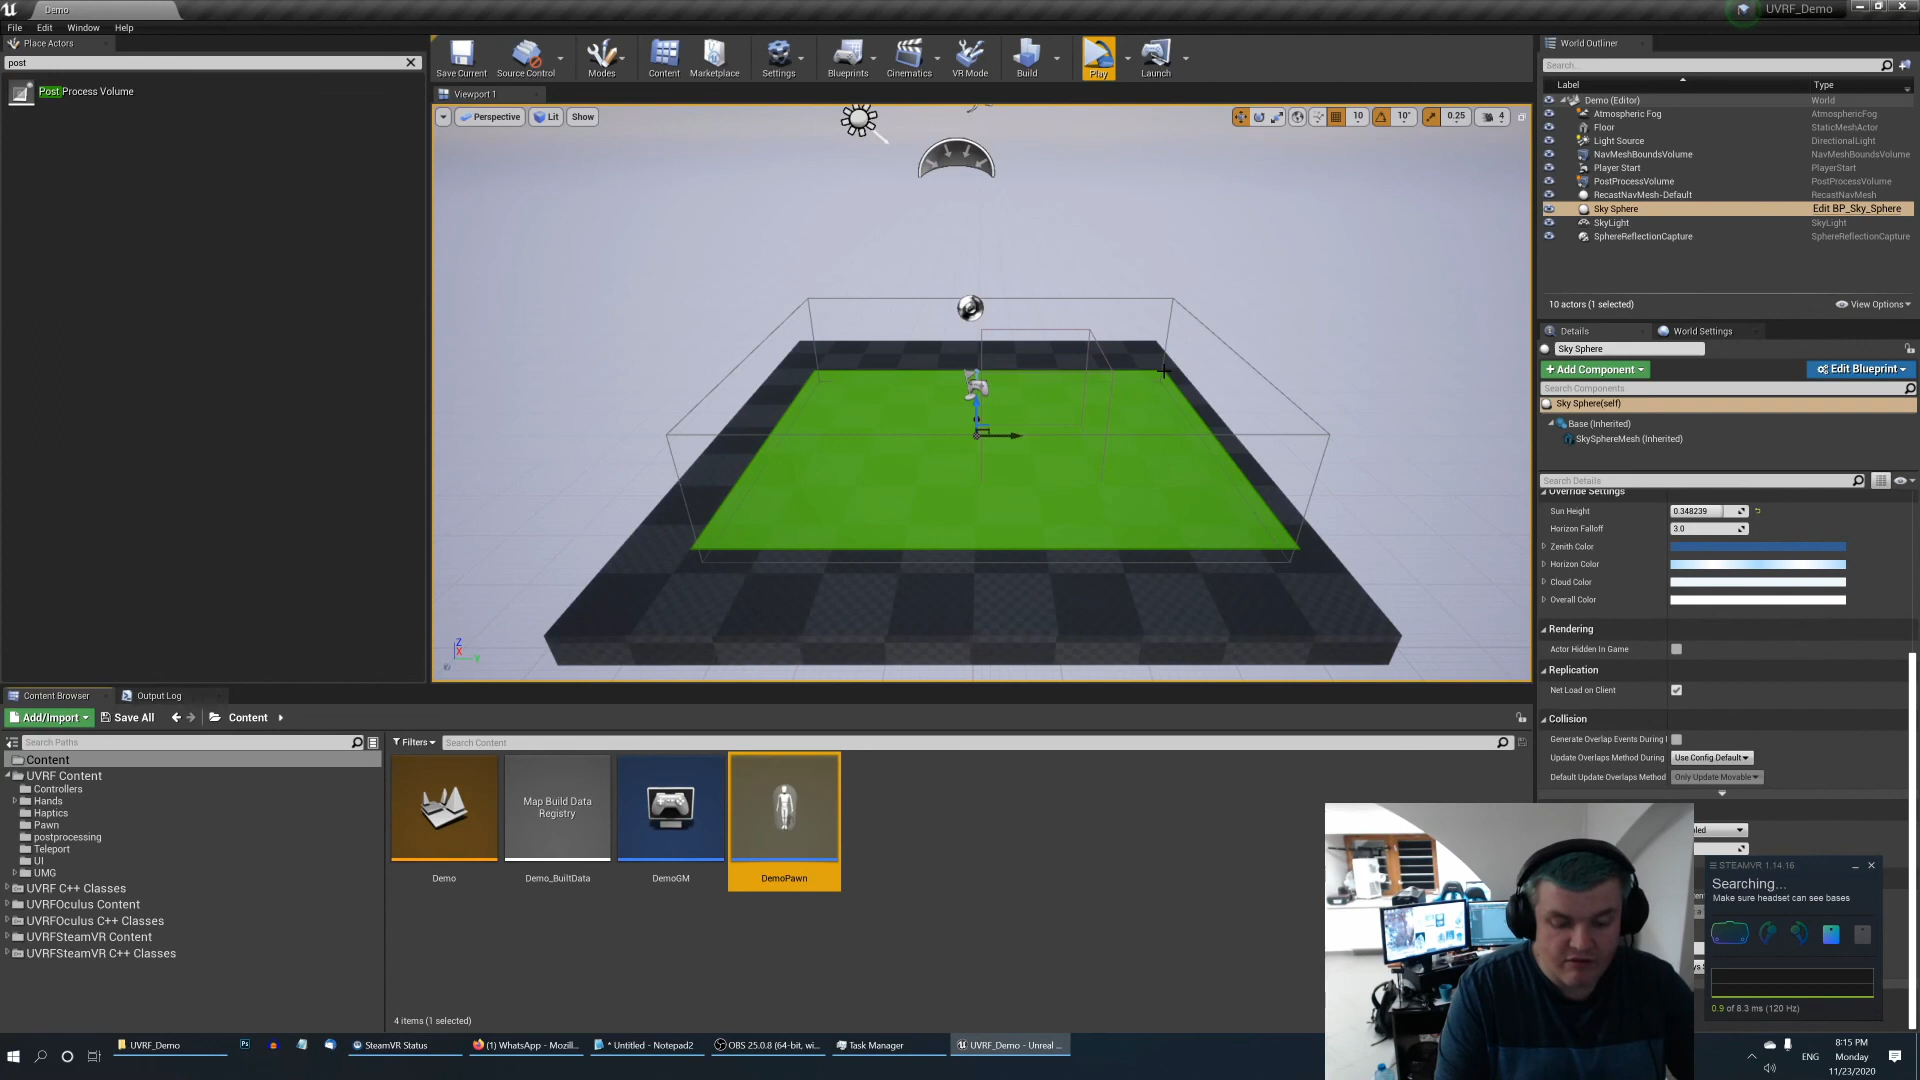 Demo
UVRF_Demo
File Edit Window Help
Place Actors
post
Post Process Volume
Save Current
Source Control
Modes
Content
Marketplace
Settings
Blueprints
Cinematics
VR Mode
Build
Play
Launch
Viewport 1
Perspective
Lit
Show
10
10°
0.25
4
Z
X
Y
World Outliner
Search...
Label Type
Demo (Editor) World
Atmospheric Fog AtmosphericFog
Floor StaticMeshActor
Light Source DirectionalLight
NavMeshBoundsVolume NavMeshBoundsVolume
Player Start PlayerStart
PostProcessVolume PostProcessVolume
RecastNavMesh-Default RecastNavMesh
Sky Sphere Edit BP_Sky_Sphere
SkyLight SkyLight
SphereReflectionCapture SphereReflectionCapture
10 actors (1 selected)
View Options
Details
World Settings
Sky Sphere
+ Add Component
Edit Blueprint
Search Components
Sky Sphere(self)
Base (Inherited)
SkySphereMesh (Inherited)
Search Details
Override Settings
Sun Height 0.348239
Horizon Falloff 3.0
Zenith Color
Horizon Color
Cloud Color
Overall Color
Rendering
Actor Hidden In Game
Replication
Net Load on Client
Collision
Generate Overlap Events During
Update Overlaps Method During Use Config Default
Default Update Overlaps Method Only Update Movable
Content Browser
Output Log
Add/Import
Save All
Content
Search Paths
Content
UVRF Content
Controllers
Hands
Haptics
Pawn
postprocessing
Teleport
UI
UMG
UVRF C++ Classes
UVRFOculus Content
UVRFOculus C++ Classes
UVRFSteamVR Content
UVRFSteamVR C++ Classes
Filters
Search Content
Map Build Data
Registry
Demo
Demo_BuiltData
DemoGM
DemoPawn
4 items (1 selected)
STEAMVR 1.14.16
Searching...
Make sure headset can see bases
0.9 of 8.3 ms (120 Hz)
UVRF_Demo
Ps
SteamVR Status
(1) WhatsApp - Mozill...
* Untitled - Notepad2
OBS 25.0.8 (64-bit, wi...
Task Manager
UVRF_Demo - Unreal ...
ENG
8:15 PM
Monday
11/23/2020